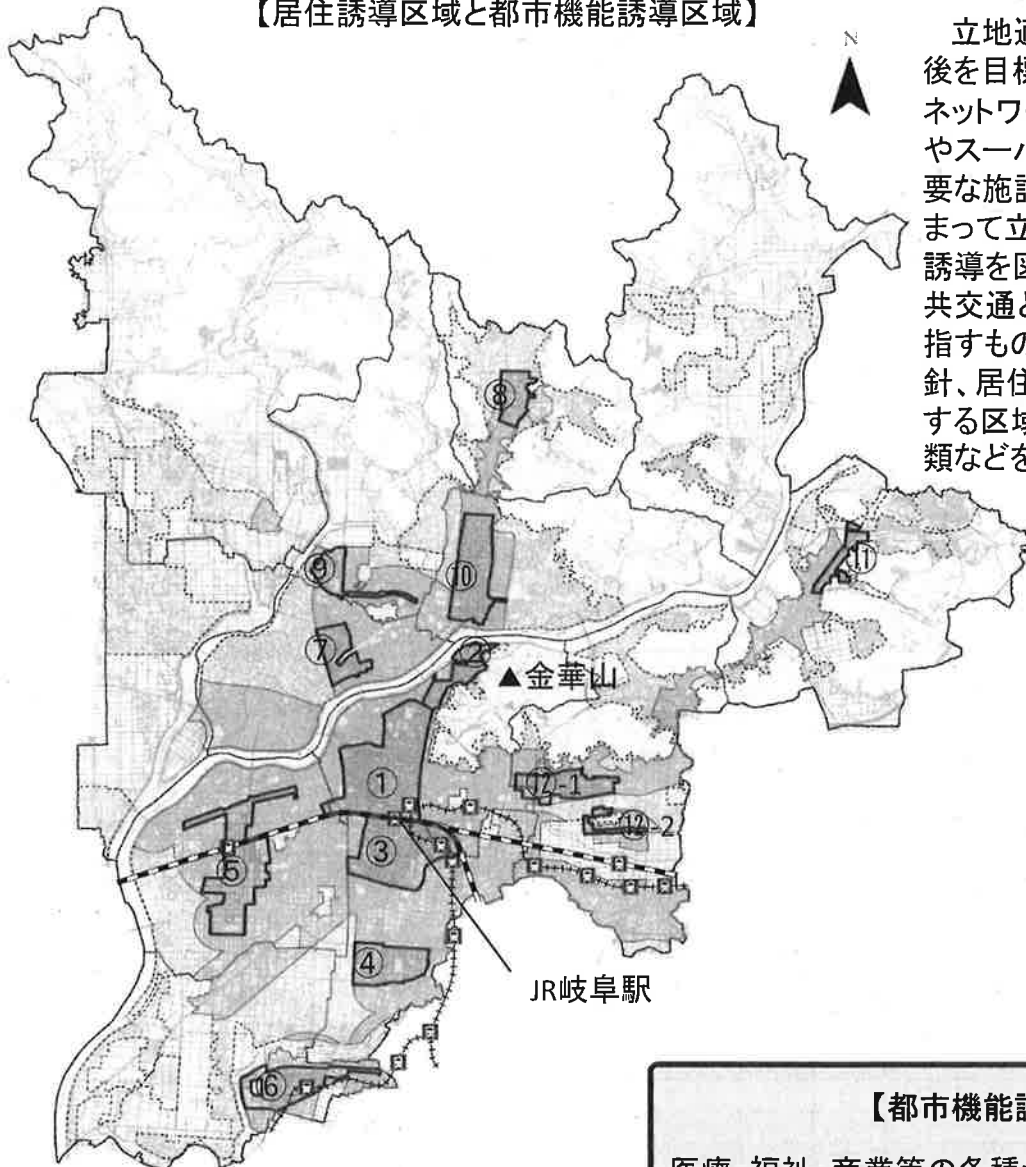 【居住誘導区域と都市機能誘導区域】
N
立地適
後を目標
ネットワー
やスーパ
要な施設
まって立
誘導を図
共交通と
指すもの
針、居住
する区域
類などを
⑧
⑨
⑩
⑪
⑦
②
▲金華山
①
⑫-1
⑫-2
③
⑤
④
JR岐阜駅
⑥
【都市機能誘
医療、福祉、商業等の各種